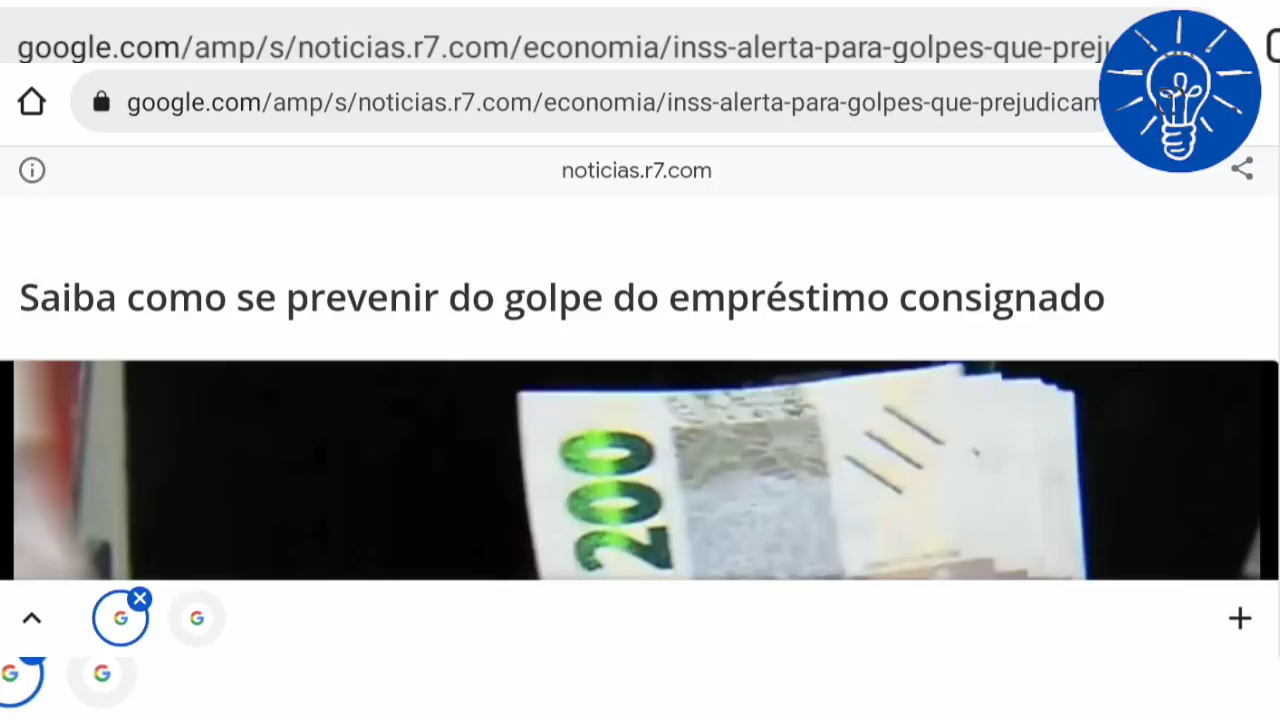 google.com/amp/s/noticias.r7.com/economia/inss-alerta-para-golpes-que-prej
google.com/amp/s/noticias.r7.com/economia/inss-alerta-para-golpes-que-prejudicam
noticias.r7.com
Saiba como se prevenir do golpe do empréstimo consignado
200